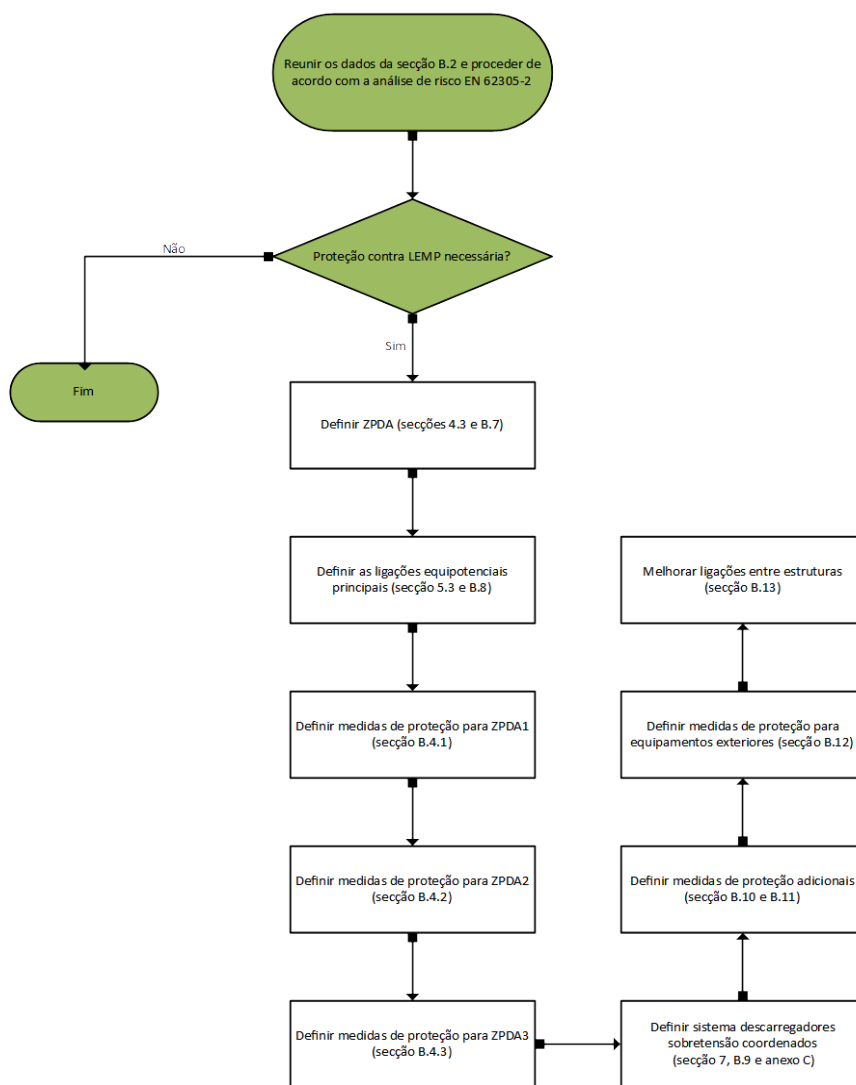 Reunir os dados da secção B.2 e proceder de
acordo com a análise de risco EN 62305-2
Proteção contra LEMP necessária?
Não
Fim
Sim
Definir ZPDA (secções 4.3 e B.7)
Definir as ligações equipotenciais
principais (secção 5.3 e B.8)
Definir medidas de proteção para ZPDA1
(secção B.4.1)
Definir medidas de proteção para ZPDA2
(secção B.4.2)
Definir medidas de proteção para ZPDA3
(secção B.4.3)
Definir sistema descarregadores
sobretensão coordenados
(secção 7, B.9 e anexo C)
Definir medidas de proteção adicionais
(secção B.10 e B.11)
Definir medidas de proteção para
equipamentos exteriores (secção B.12)
Melhorar ligações entre estruturas
(secção B.13)